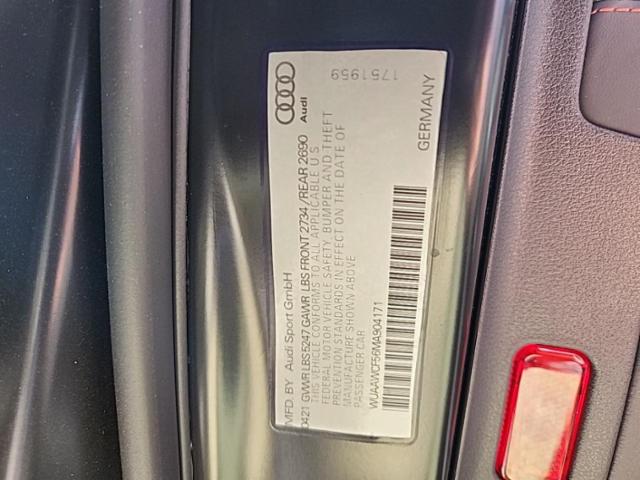 MFD. BY Audi Sport GmbH
0421 GVWR LBS 5247 GAWR LBS FRONT 2734 /REAR 2690
THIS VEHICLE CONFORMS TO ALL APPLICABLE U S
FEDERAL MOTOR VEHICLE SAFETY, BUMPER AND THEFT
PREVENTION STANDARDS IN EFFECT ON THE DATE OF
MANUFACTURE SHOWN ABOVE
PASSENGER CAR
WUAAWCF56MA904171
Audi
1751959
GERMANY